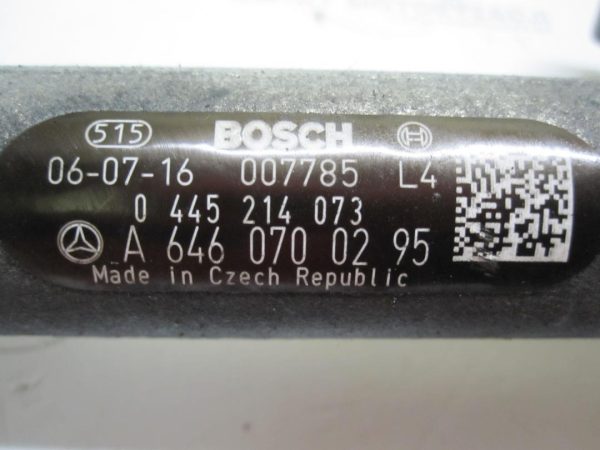 515 BOSCH
06-07-16 007785 L4
0 445 214 073
A 646 070 02 95
Made in Czech Republic